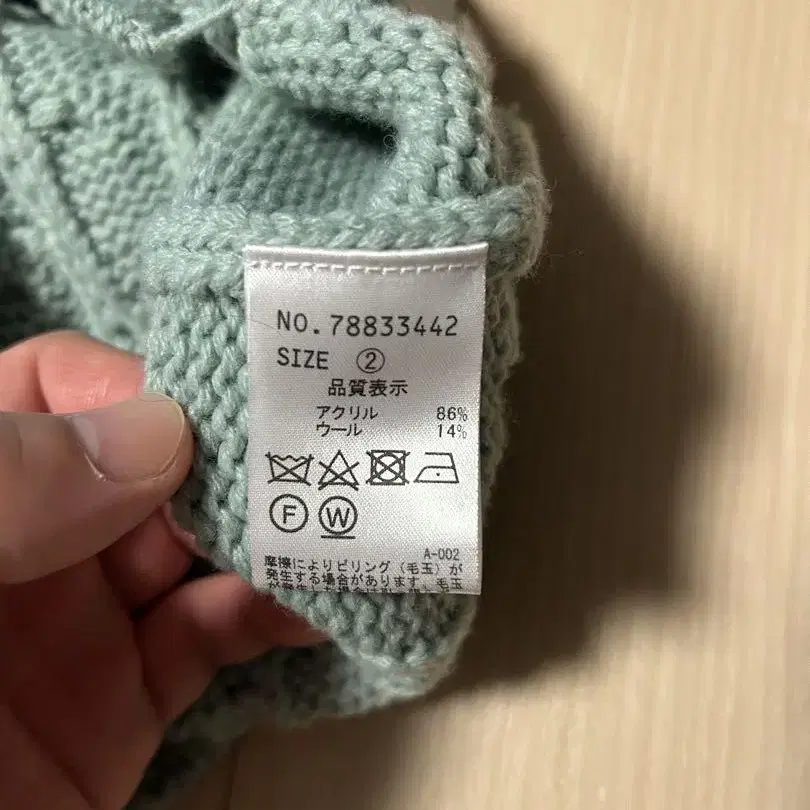 NO.78833442
SIZE ②
品質表示
アクリル 86%
ウール 14%
F W
A-002
摩擦によりピリング（毛玉）が
発生する場合があります。毛玉